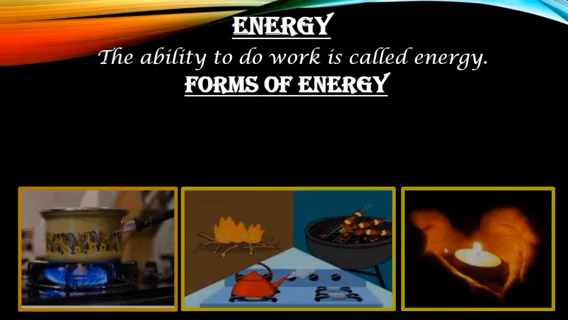 ENERGY
The ability to do work is called energy.
FORMS OF ENERGY